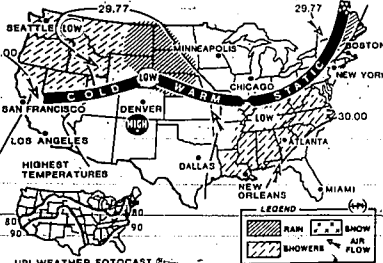 29.77
29.77
SEATTLE
LOW
BOSTON
MINNEAPOLIS
.00
NEW YORK
LOW
CHICAGO
COLD
WARM
STATIC
SAN FRANCISCO
DENVER
LOW
30.00
HIGH
LOS ANGELES
ATLANTA
HIGHEST
TEMPERATURES
DALLAS
NEW
ORLEANS
MIAMI
LEGEND
80
80
90
90
RAIN
SNOW
SHOWERS
AIR
FLOW
UPI WEATHER FOTOCAST